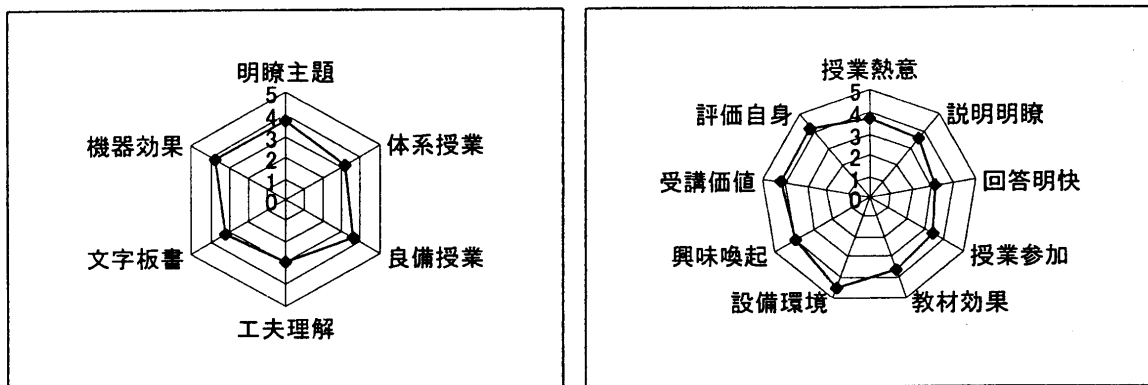 明瞭主題
5
4
3
2
1
0
体系授業
良備授業
工夫理解
文字板書
機器効果
授業熱意
5
4
3
2
1
0
説明明瞭
回答明快
授業参加
教材効果
設備環境
興味喚起
受講価値
評価自身